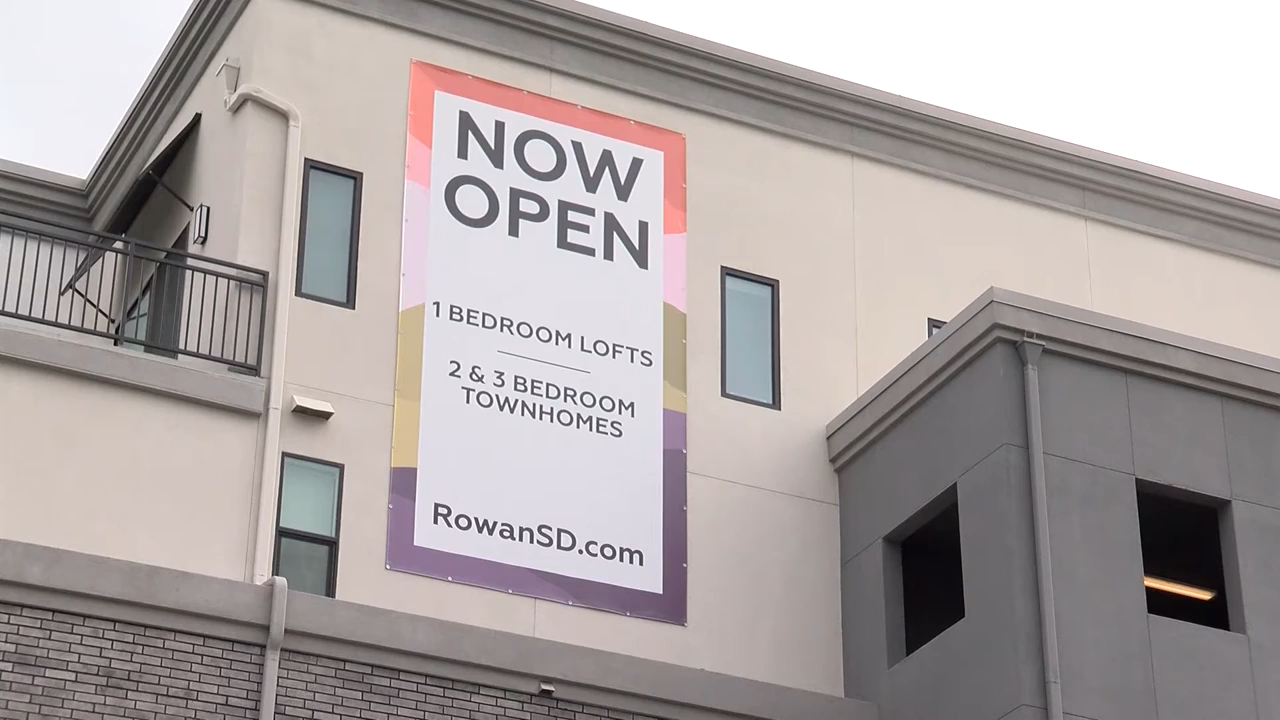 NOW
OPEN
1 BEDROOM LOFTS
2 & 3 BEDROOM
TOWNHOMES
RowanSD.com